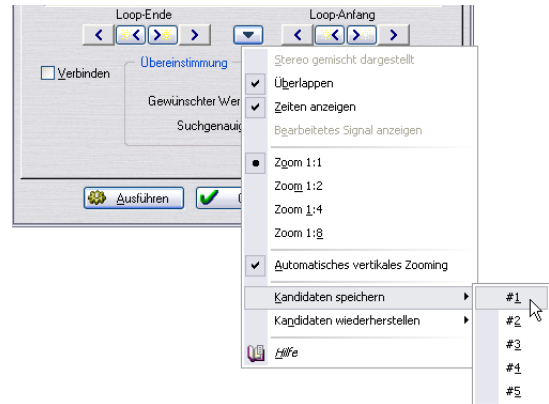 Loop-Ende
Loop-Anfang
Verbinden
Übereinstimmung
Gewünschter Wer
Suchgenauig
Ausführen
Stereo gemischt dargestellt
Überlappen
Zeiten anzeigen
Bearbeitetes Signal anzeigen
Zoom 1:1
Zoom 1:2
Zoom 1:4
Zoom 1:8
Automatisches vertikales Zooming
Kandidaten speichern
Kandidaten wiederherstellen
Hilfe
#1
#2
#3
#4
#5